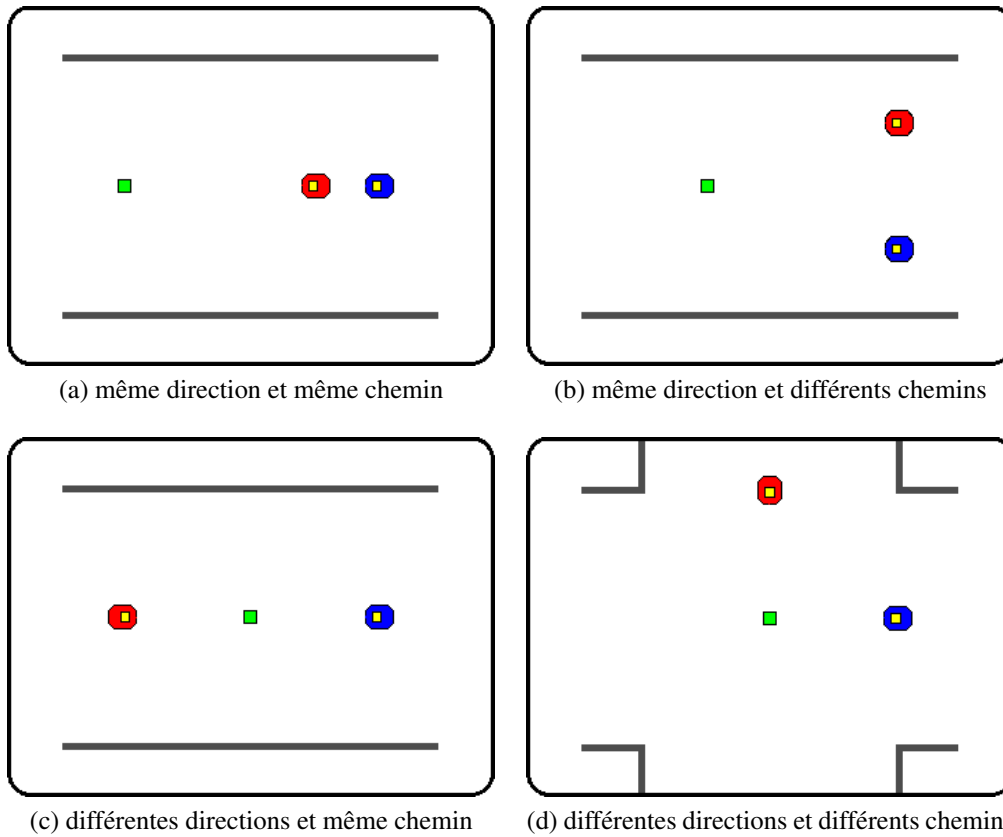 (a) même direction et même chemin
(b) même direction et différents chemins
(c) différentes directions et même chemin
(d) différentes directions et différents chemin